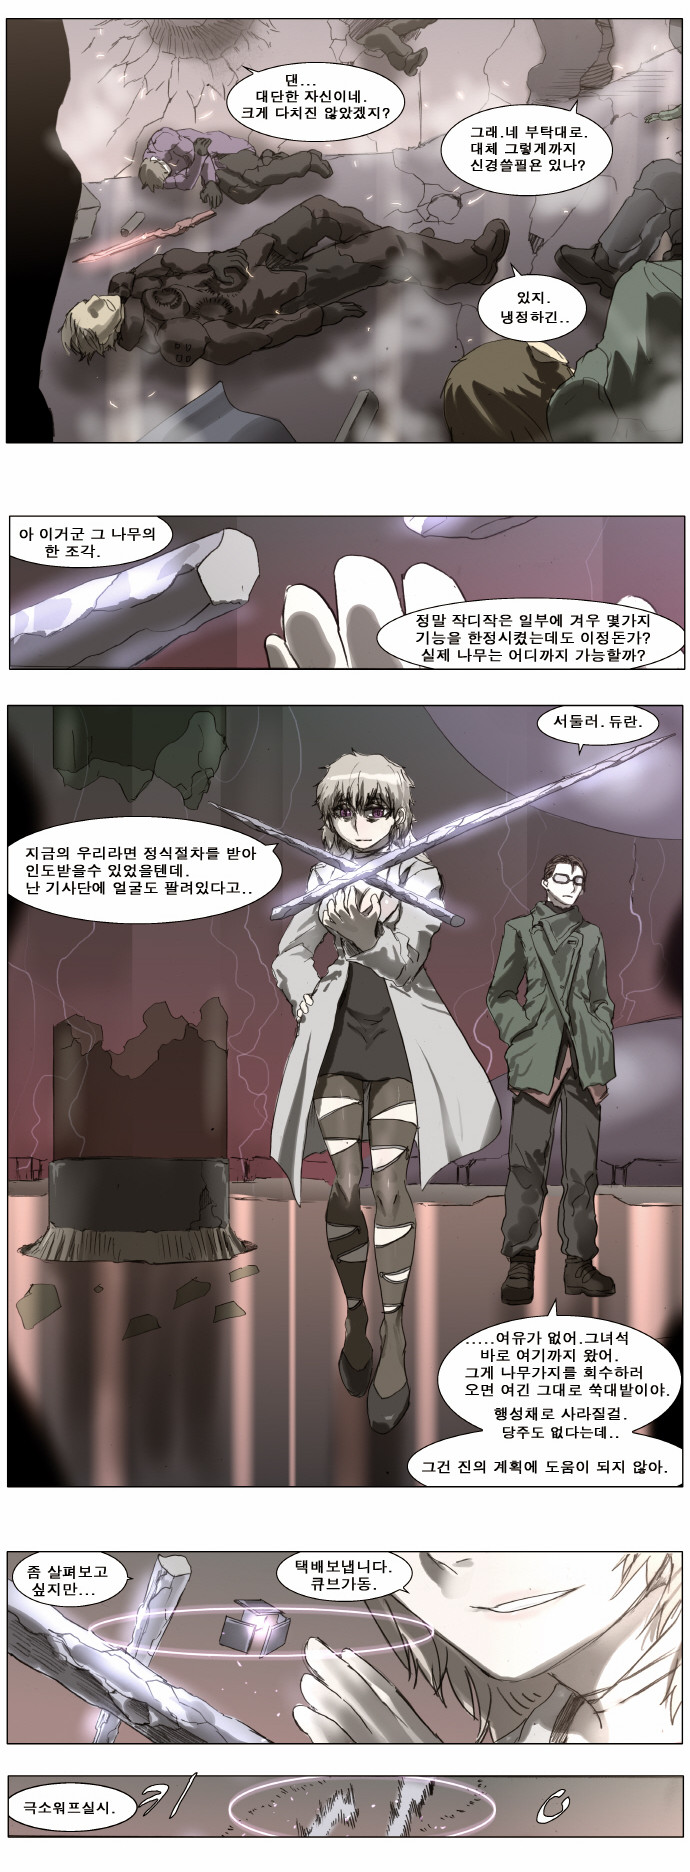 댄...
대단한 자신이네.
크게 다치진 않았겠지?
그래.네 부탁대로.
대체 그렇게까지
신경쓸필욘 있나?
있지.
냉정하긴..
아 이거군 그 나무의
한 조각.
정말 작디작은 일부에 겨우 몇가지
기능을 한정시켰는데도 이정돈가?
실제 나무는 어디까지 가능할까?
서둘러. 듀란.
지금의 우리라면 정식절차를 받아
인도받을수 있었을텐데.
난 기사단에 얼굴도 팔려있다고..
.....여유가 없어.그녀석
바로 여기까지 왔어.
그게 나무가지를 회수하러
오면 여긴 그대로 쑥대밭이야.
행성채로 사라질걸.
당주도 없다는데..
그건 진의 계획에 도움이 되지 않아.
좀 살펴보고
싶지만...
택배보냅니다.
큐브가동.
극소워프실시.